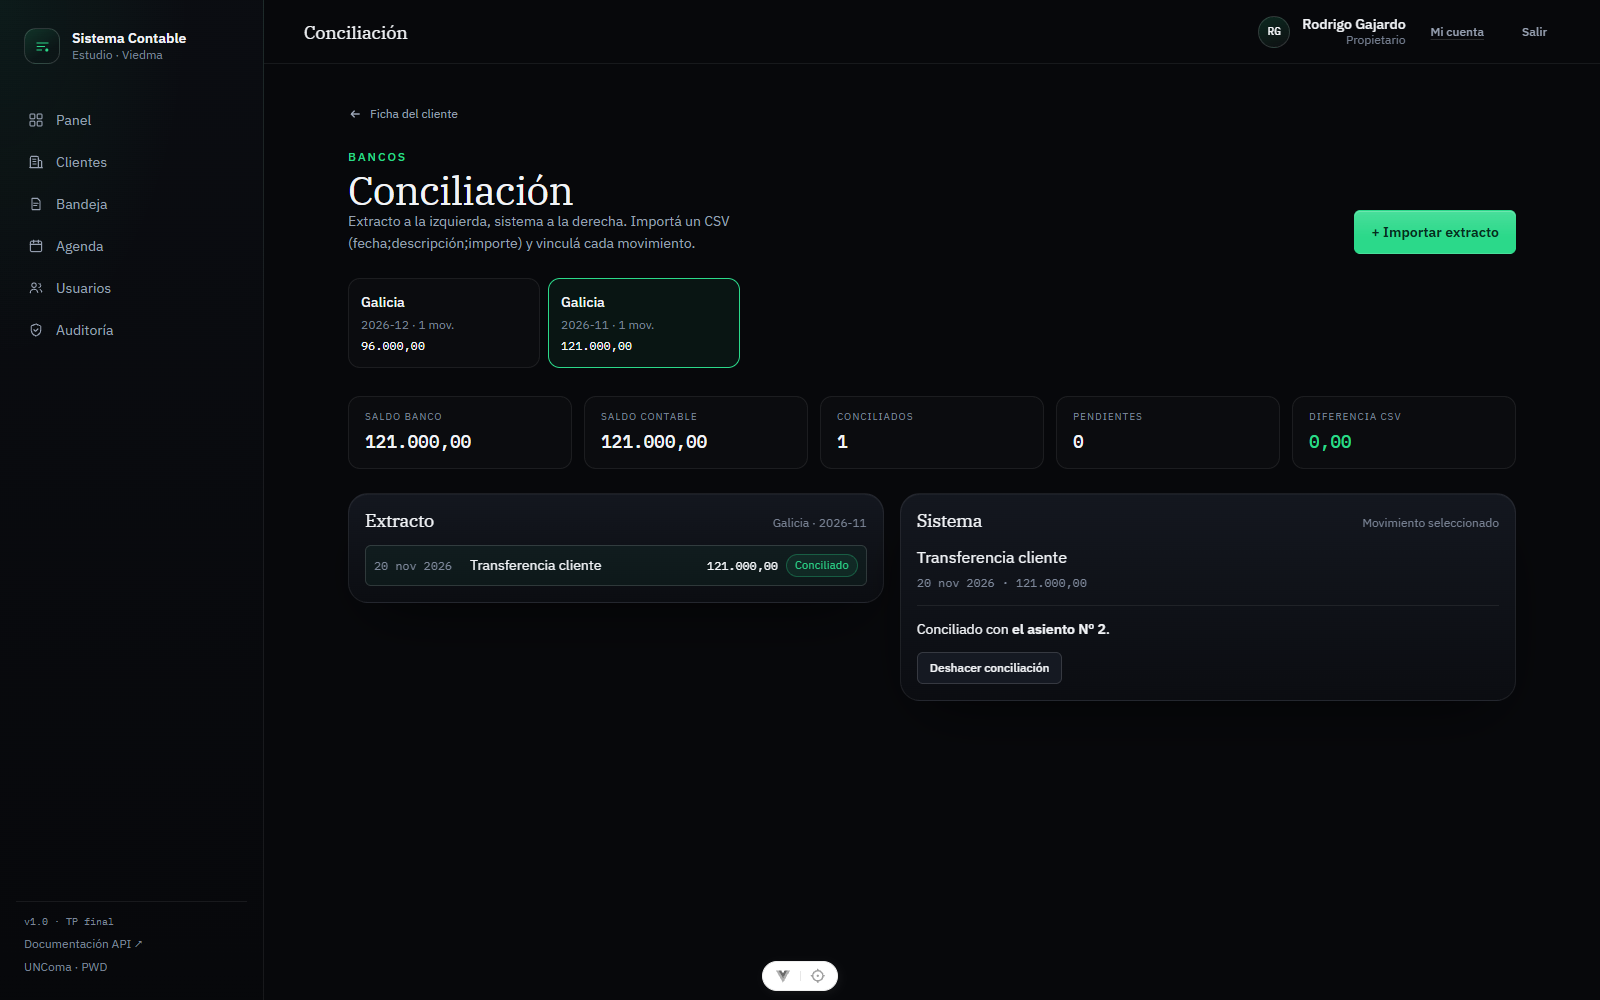 Sistema Contable
Estudio · Viedma
Panel
Clientes
Bandeja
Agenda
Usuarios
Auditoría
v1.0 · TP final
Documentación API ↗
UNComa · PWD
Conciliación
RG
Rodrigo Gajardo
Propietario
Mi cuenta
Salir
← Ficha del cliente
BANCOS
Conciliación
Extracto a la izquierda, sistema a la derecha. Importá un CSV
(fecha;descripción;importe) y vinculá cada movimiento.
+ Importar extracto
Galicia
2026-12 · 1 mov.
96.000,00
Galicia
2026-11 · 1 mov.
121.000,00
SALDO BANCO
121.000,00
SALDO CONTABLE
121.000,00
CONCILIADOS
1
PENDIENTES
0
DIFERENCIA CSV
0,00
Extracto
Galicia · 2026-11
20 nov 2026 Transferencia cliente 121.000,00 Conciliado
Sistema
Movimiento seleccionado
Transferencia cliente
20 nov 2026 · 121.000,00
Conciliado con el asiento Nº 2.
Deshacer conciliación